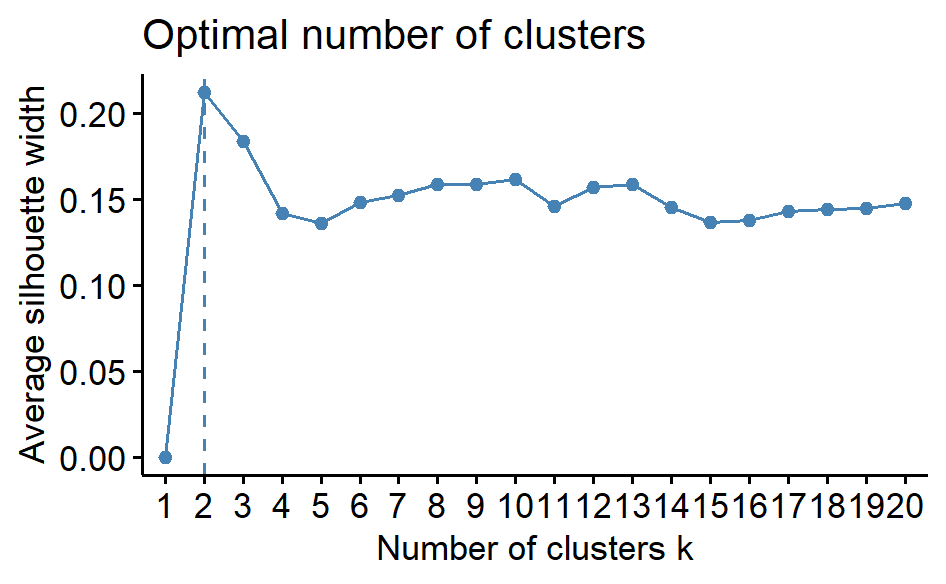 Optimal number of clusters
Average silhouette width
0.20
0.15
0.10
0.05
0.00
1 2 3 4 5 6 7 8 9 10 11 12 13 14 15 16 17 18 19 20
Number of clusters k